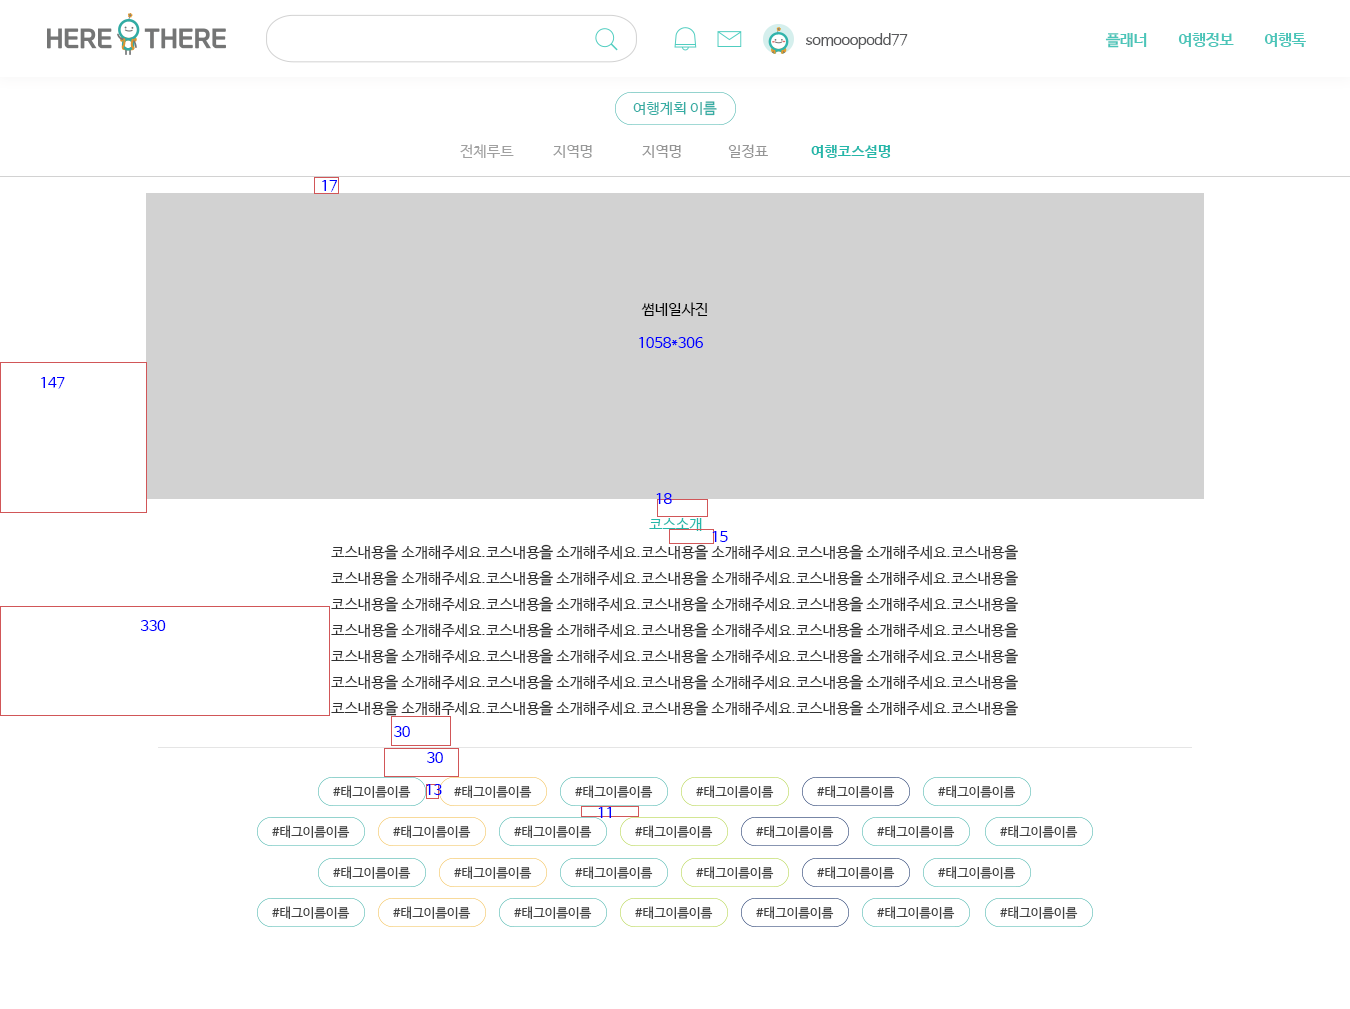 HERE THERE
somooopodd77
플래너 여행정보 여행톡
여행계획 이름
전체루트 지역명 지역명 일정표 여행코스설명
17
썸네일사진
1058*306
147
18
코스소개
15
코스내용을 소개해주세요.코스내용을 소개해주세요.코스내용을 소개해주세요.코스내용을 소개해주세요.코스내용을
코스내용을 소개해주세요.코스내용을 소개해주세요.코스내용을 소개해주세요.코스내용을 소개해주세요.코스내용을
코스내용을 소개해주세요.코스내용을 소개해주세요.코스내용을 소개해주세요.코스내용을 소개해주세요.코스내용을
330
코스내용을 소개해주세요.코스내용을 소개해주세요.코스내용을 소개해주세요.코스내용을 소개해주세요.코스내용을
코스내용을 소개해주세요.코스내용을 소개해주세요.코스내용을 소개해주세요.코스내용을 소개해주세요.코스내용을
코스내용을 소개해주세요.코스내용을 소개해주세요.코스내용을 소개해주세요.코스내용을 소개해주세요.코스내용을
코스내용을 소개해주세요.코스내용을 소개해주세요.코스내용을 소개해주세요.코스내용을 소개해주세요.코스내용을
30
30
#태그이름이름 13 #태그이름이름 #태그이름이름 #태그이름이름 #태그이름이름 #태그이름이름
11
#태그이름이름 #태그이름이름 #태그이름이름 #태그이름이름 #태그이름이름 #태그이름이름 #태그이름이름
#태그이름이름 #태그이름이름 #태그이름이름 #태그이름이름 #태그이름이름 #태그이름이름
#태그이름이름 #태그이름이름 #태그이름이름 #태그이름이름 #태그이름이름 #태그이름이름 #태그이름이름